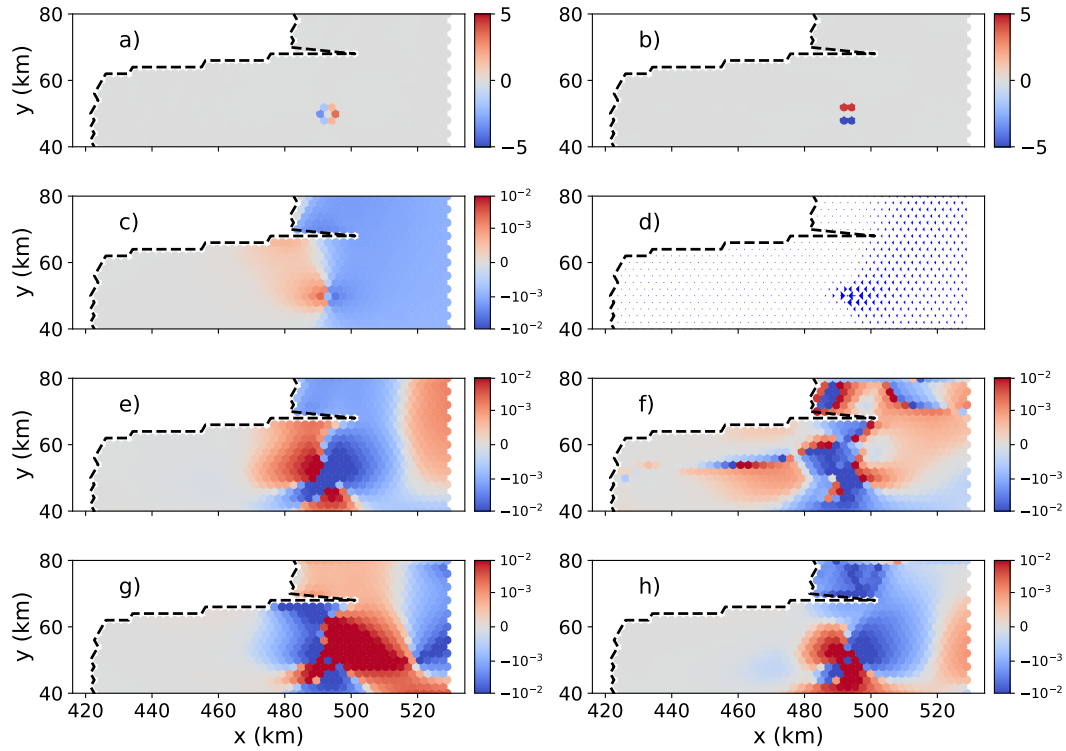 80 a) 5 80 b) 5
y (km) 60 0 60 0
40 −5 40 −5
80 c) 10⁻² 80 d)
10⁻³
y (km) 60 0 60
−10⁻³
40 −10⁻² 40
80 e) 10⁻² 80 f) 10⁻²
10⁻³ 10⁻³
y (km) 60 0 60 0
−10⁻³ −10⁻³
40 −10⁻² 40 −10⁻²
80 g) 10⁻² 80 h) 10⁻²
10⁻³ 10⁻³
y (km) 60 0 60 0
−10⁻³ −10⁻³
40 −10⁻² 40 −10⁻²
420 440 460 480 500 520 420 440 460 480 500 520
x (km) x (km)